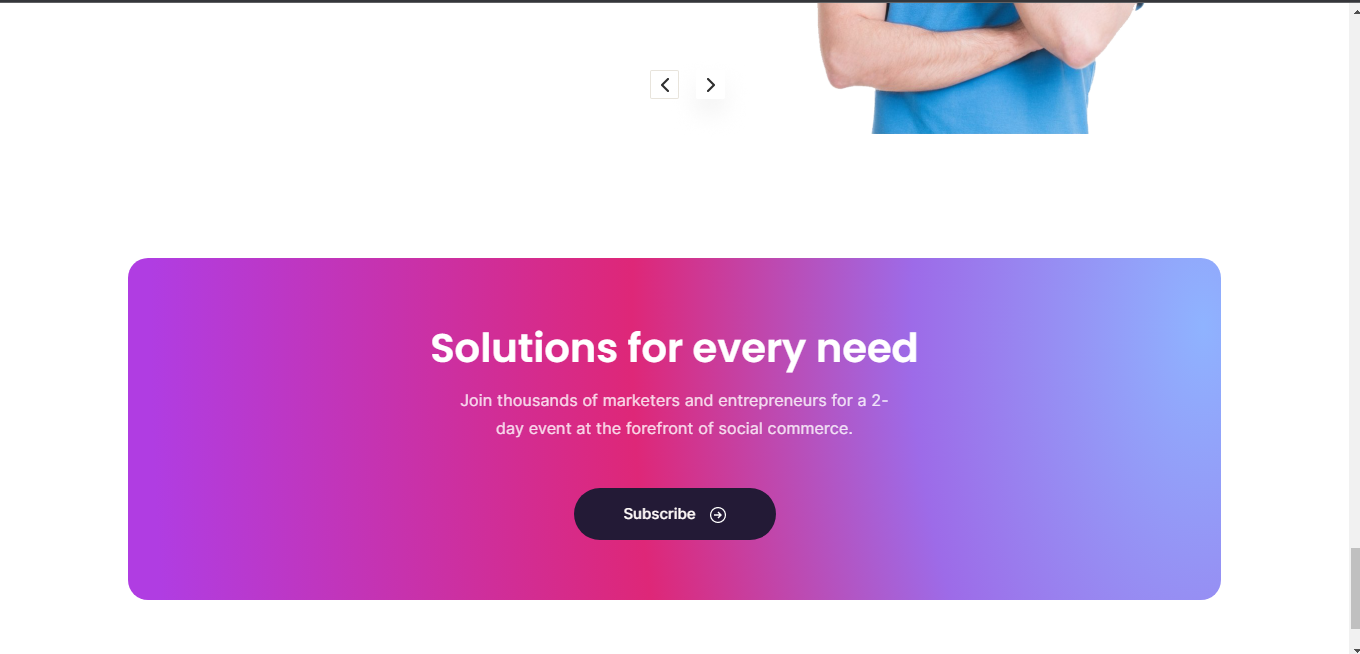 Solutions for every need
Join thousands of marketers and entrepreneurs for a 2-
day event at the forefront of social commerce.
Subscribe